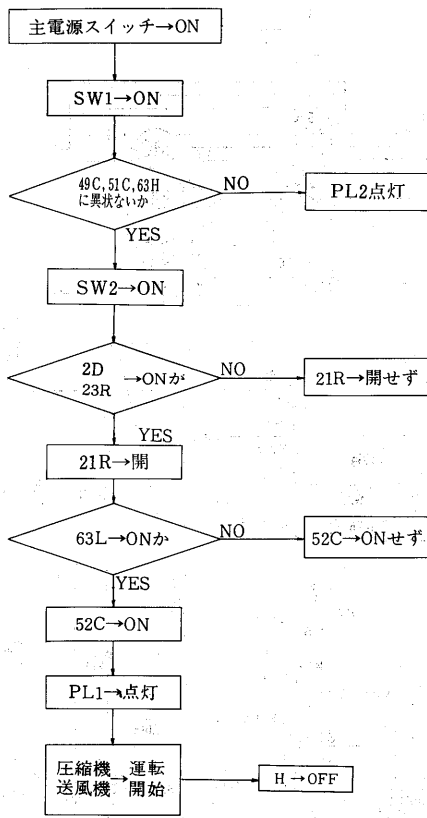 主電源スイッチ→ON
SW1→ON
49C,51C,63H
に異状ないか
NO
PL2点灯
YES
SW2→ON
2D
23R →ONが
NO
21R→開せず
YES
21R→開
63L→ONか
NO
52C→ONせず
YES
52C→ON
PL1→点灯
圧縮機→運転
送風機 開始
H→OFF